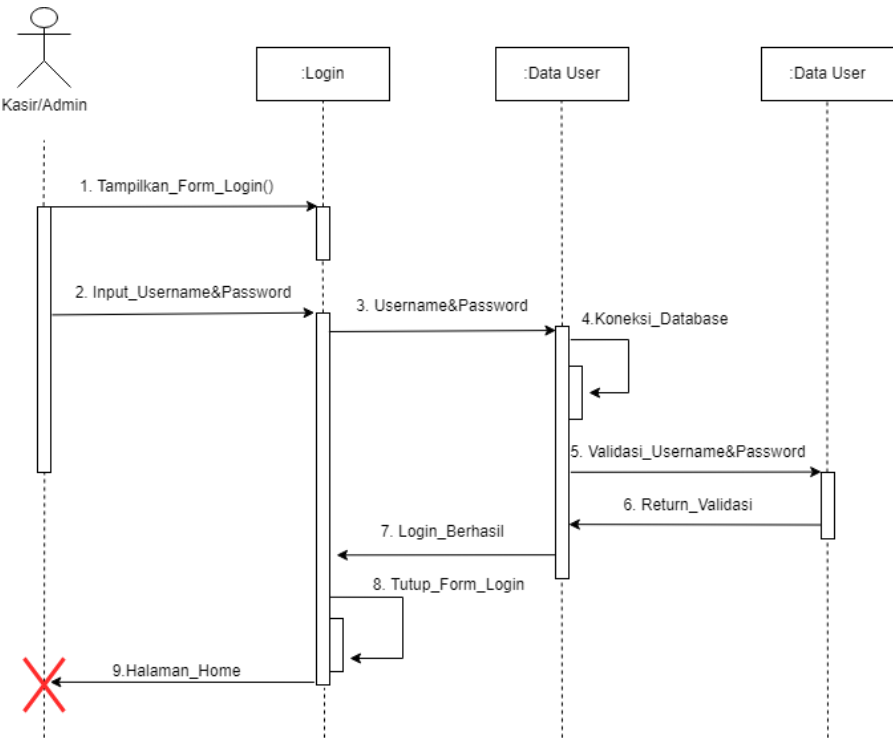 Kasir/Admin
:Login
:Data User
:Data User
1. Tampilkan_Form_Login()
2. Input_Username&Password
3. Username&Password
4.Koneksi_Database
5. Validasi_Username&Password
6. Return_Validasi
7. Login_Berhasil
8. Tutup_Form_Login
9.Halaman_Home